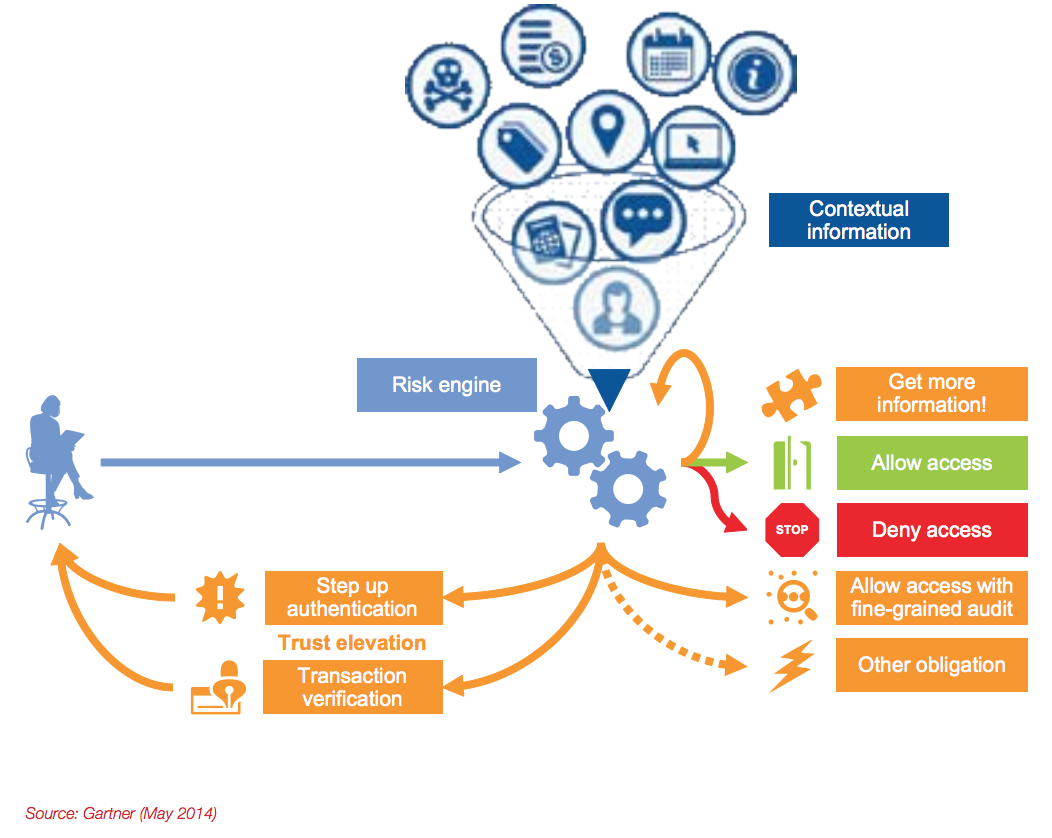 Contextual
information
Risk engine
Get more
information!
Allow access
STOP
Deny access
Step up
authentication
Allow access with
fine-grained audit
Trust elevation
Transaction
verification
Other obligation
Source: Gartner (May 2014)